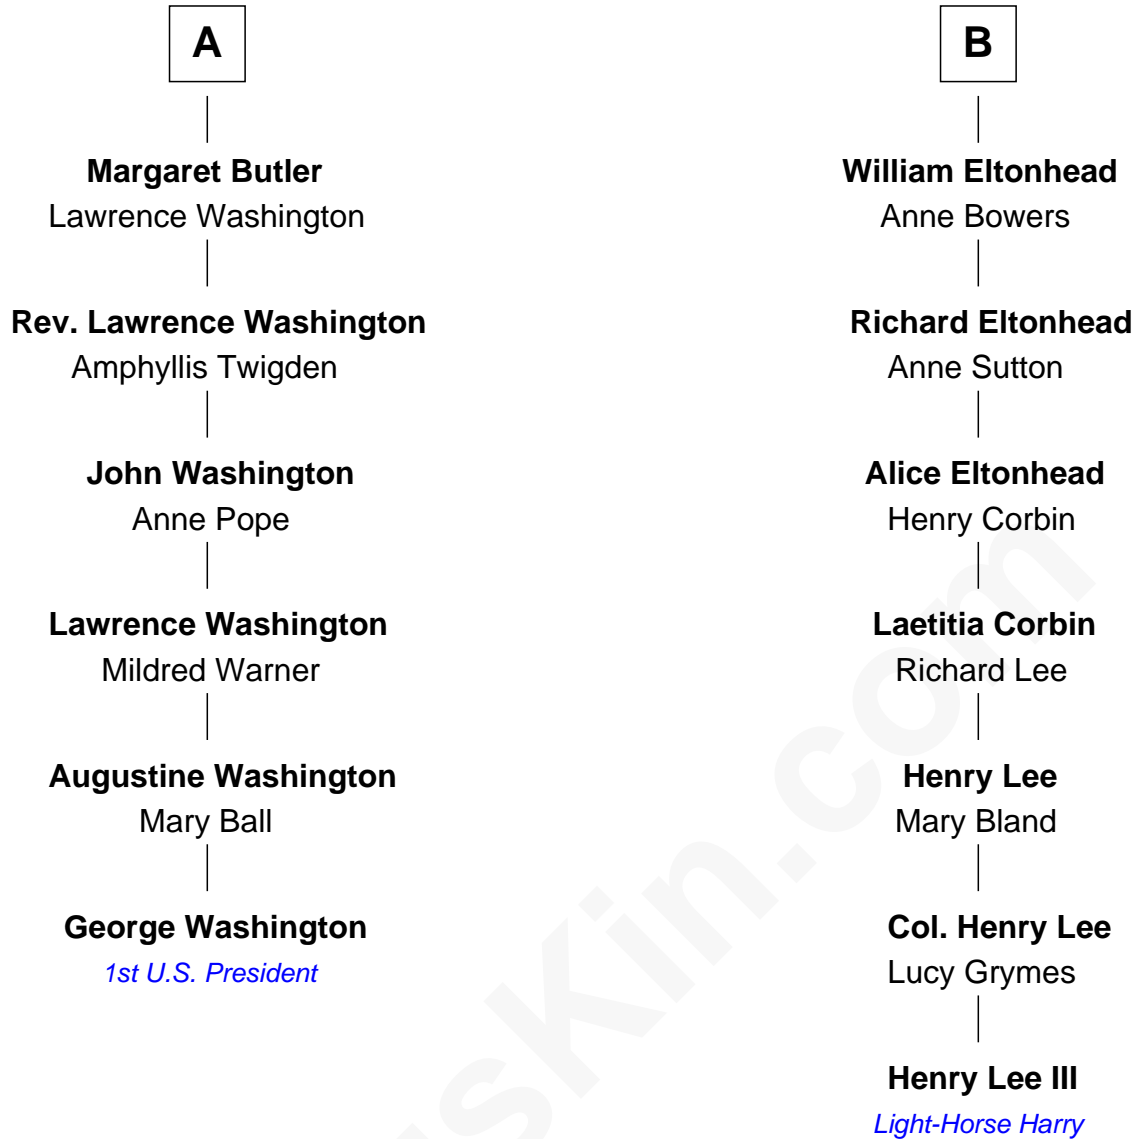 A
Margaret Butler
Lawrence Washington
Rev. Lawrence Washington
Amphyllis Twigden
John Washington
Anne Pope
Lawrence Washington
Mildred Warner
Augustine Washington
Mary Ball
George Washington
1st U.S. President
B
William Eltonhead
Anne Bowers
Richard Eltonhead
Anne Sutton
Alice Eltonhead
Henry Corbin
Laetitia Corbin
Richard Lee
Henry Lee
Mary Bland
Col. Henry Lee
Lucy Grymes
Henry Lee III
Light-Horse Harry